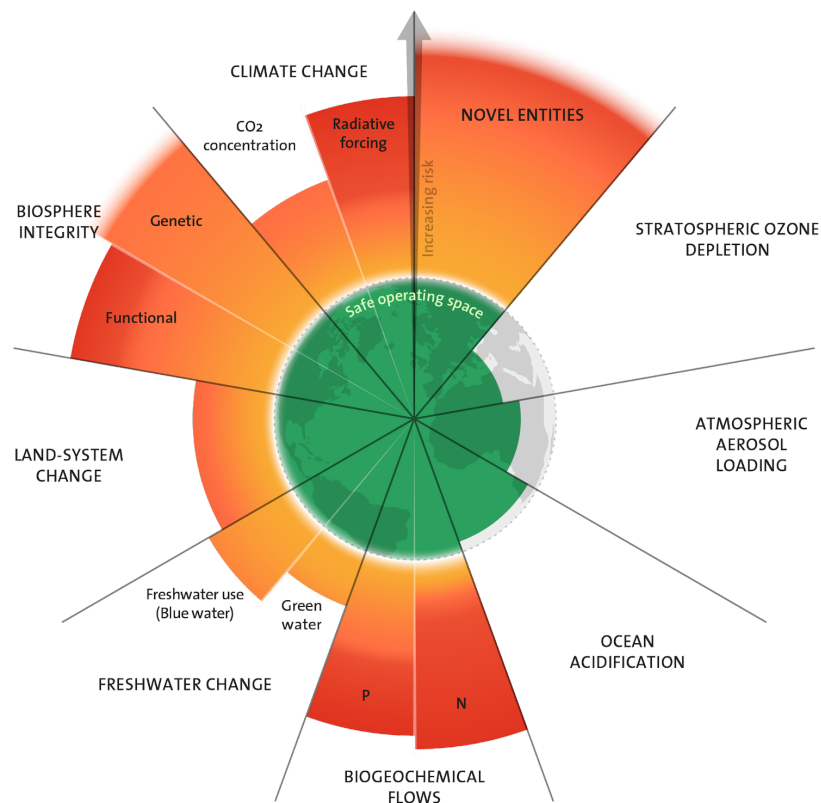 CLIMATE CHANGE
CO2
concentration
Radiative
forcing
Increasing risk
NOVEL ENTITIES
BIOSPHERE
INTEGRITY
Genetic
Functional
STRATOSPHERIC OZONE
DEPLETION
Safe operating space
ATMOSPHERIC
AEROSOL
LOADING
LAND-SYSTEM
CHANGE
Freshwater use
(Blue water)
Green
water
FRESHWATER CHANGE
OCEAN
ACIDIFICATION
P
N
BIOGEOCHEMICAL
FLOWS